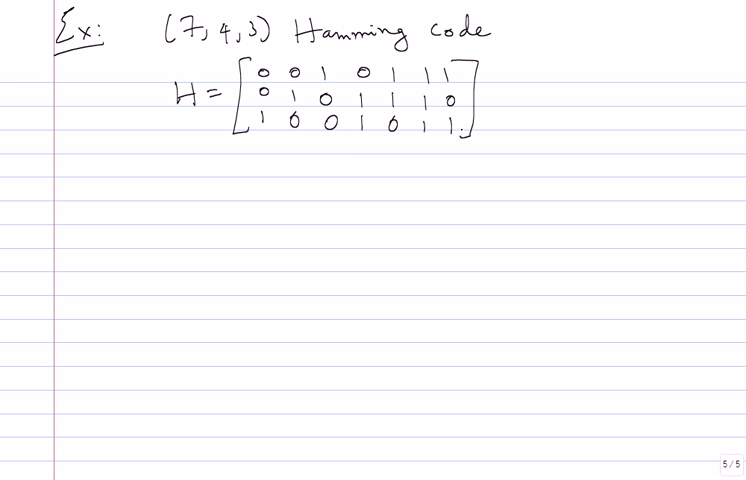 Ex: (7, 4, 3) Hamming code
H = [ 0 0 1 0 1 1 1
0 1 0 1 1 1 0
1 0 0 1 0 1 1 ]
5/5